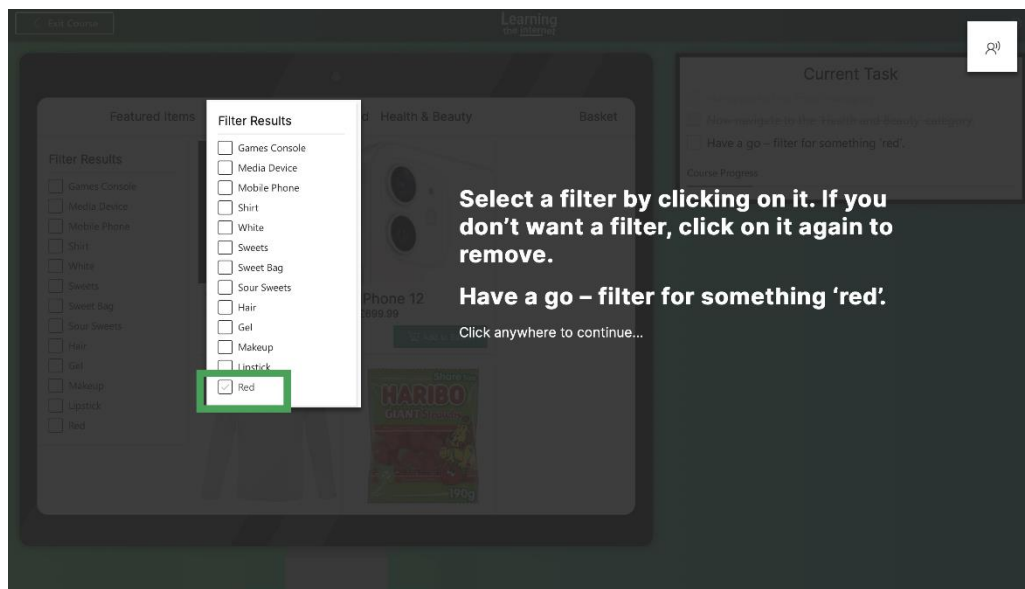 Exit Course
Learning
the internet
Current Task
Now navigate to the 'Health and Beauty' category.
Have a go – filter for something 'red'.
Course Progress
Featured Items
Health & Beauty
Basket
Filter Results
Games Console
Media Device
Mobile Phone
Shirt
White
Sweets
Sweet Bag
Sour Sweets
Hair
Gel
Makeup
Lipstick
Red
Filter Results
Games Console
Media Device
Mobile Phone
Shirt
White
Sweets
Sweet Bag
Sour Sweets
Hair
Gel
Makeup
Lipstick
Red
Phone 12
£699.99
HARIBO
GIANT
190g
Select a filter by clicking on it. If you
don’t want a filter, click on it again to
remove.
Have a go – filter for something ‘red’.
Click anywhere to continue...